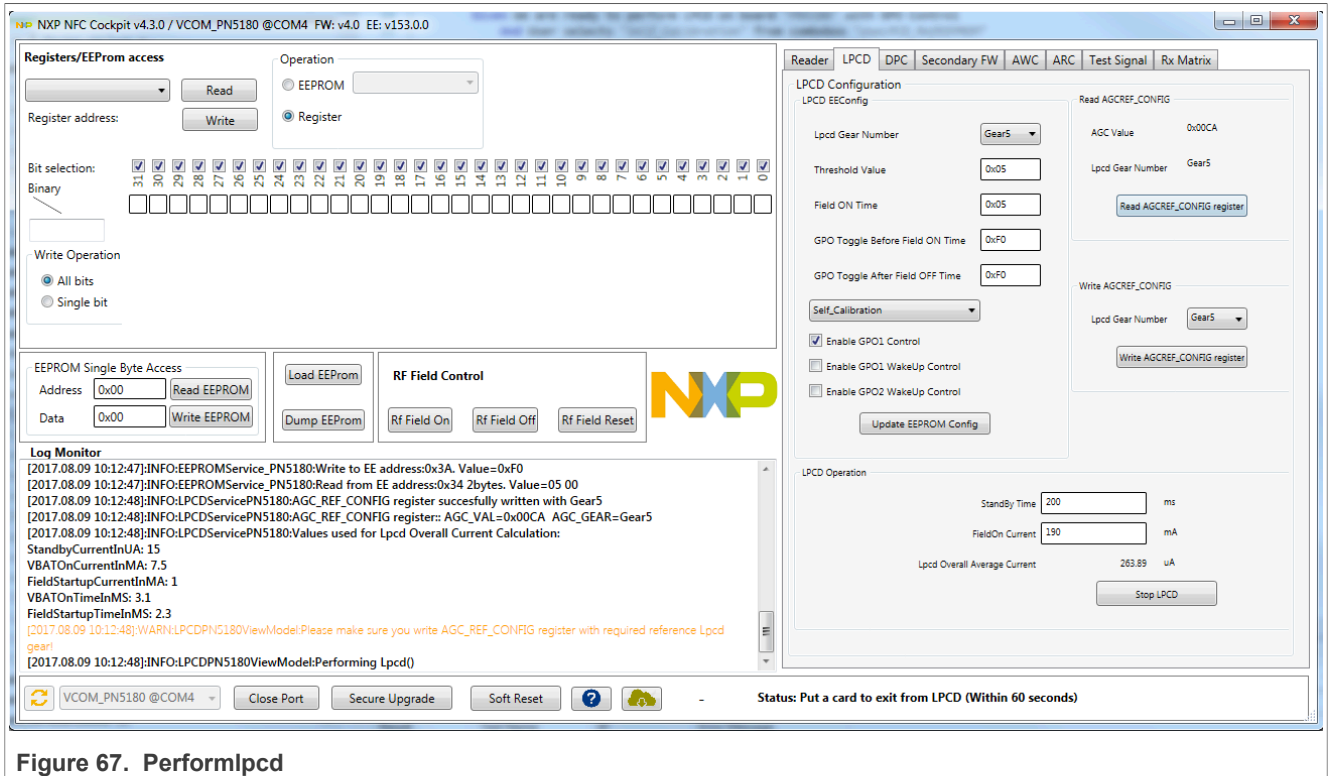 NXP NFC Cockpit v4.3.0 / VCOM_PN5180 @COM4 FW: v4.0 EE: v153.0.0
Registers/EEProm access
Operation
Read
EEPROM
Register address:
Write
Register
Bit selection:
31 30 29 28 27 26 25 24 23 22 21 20 19 18 17 16 15 14 13 12 11 10 9 8 7 6 5 4 3 2 1 0
Binary
Write Operation
All bits
Single bit
EEPROM Single Byte Access
Address 0x00 Read EEPROM
Data 0x00 Write EEPROM
Load EEProm
Dump EEProm
RF Field Control
Rf Field On Rf Field Off Rf Field Reset
NXP
Log Monitor
[2017.08.09 10:12:47]:INFO:EEPROMService_PN5180:Write to EE address:0x3A. Value=0xF0
[2017.08.09 10:12:47]:INFO:EEPROMService_PN5180:Read from EE address:0x34 2bytes. Value=05 00
[2017.08.09 10:12:48]:INFO:LPCDServicePN5180:AGC_REF_CONFIG register succesfully written with Gear5
[2017.08.09 10:12:48]:INFO:LPCDServicePN5180:AGC_REF_CONFIG register:: AGC_VAL=0x00CA AGC_GEAR=Gear5
[2017.08.09 10:12:48]:INFO:LPCDServicePN5180:Values used for Lpcd Overall Current Calculation:
StandbyCurrentInUA: 15
VBATOnCurrentInMA: 7.5
FieldStartupCurrentInMA: 1
VBATOnTimeInMS: 3.1
FieldStartupTimeInMS: 2.3
[2017.08.09 10:12:48]:WARN:LPCDPN5180ViewModel:Please make sure you write AGC_REF_CONFIG register with required reference Lpcd
gear!
[2017.08.09 10:12:48]:INFO:LPCDPN5180ViewModel:Performing Lpcd()
Reader LPCD DPC Secondary FW AWC ARC Test Signal Rx Matrix
LPCD Configuration
LPCD EEConfig
Lpcd Gear Number Gear5
Threshold Value 0x05
Field ON Time 0x05
GPO Toggle Before Field ON Time 0xF0
GPO Toggle After Field OFF Time 0xF0
Self_Calibration
Enable GPO1 Control
Enable GPO1 WakeUp Control
Enable GPO2 WakeUp Control
Update EEPROM Config
Read AGCREF_CONFIG
AGC Value 0x00CA
Lpcd Gear Number Gear5
Read AGCREF_CONFIG register
Write AGCREF_CONFIG
Lpcd Gear Number Gear5
Write AGCREF_CONFIG register
LPCD Operation
StandBy Time 200 ms
FieldOn Current 190 mA
Lpcd Overall Average Current 263.89 uA
Stop LPCD
VCOM_PN5180 @COM4 Close Port Secure Upgrade Soft Reset ? - Status: Put a card to exit from LPCD (Within 60 seconds)
Figure 67. Performlpcd